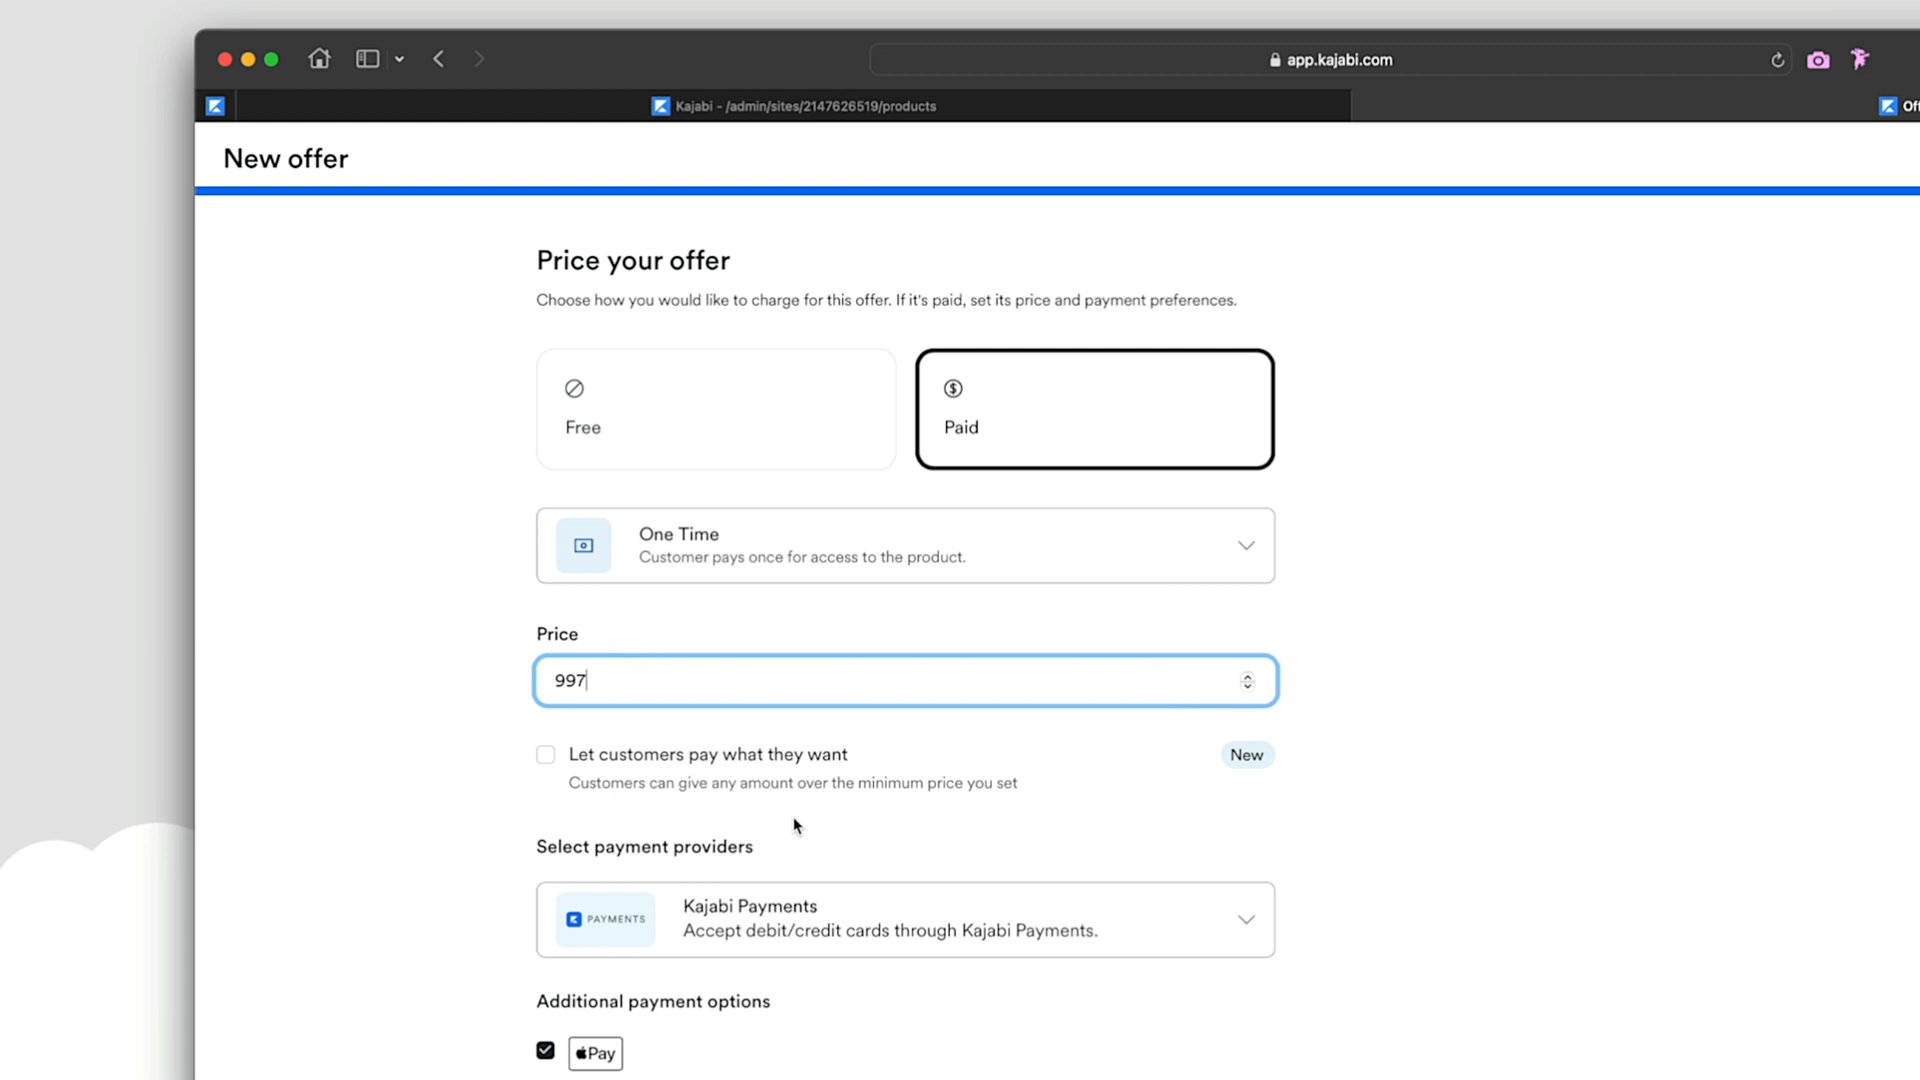 app.kajabi.com
Kajabi - /admin/sites/2147626519/products
Off
New offer
Price your offer
Choose how you would like to charge for this offer. If it's paid, set its price and payment preferences.
Free
Paid
One Time
Customer pays once for access to the product.
Price
997
Let customers pay what they want
New
Customers can give any amount over the minimum price you set
Select payment providers
PAYMENTS
Kajabi Payments
Accept debit/credit cards through Kajabi Payments.
Additional payment options
Pay